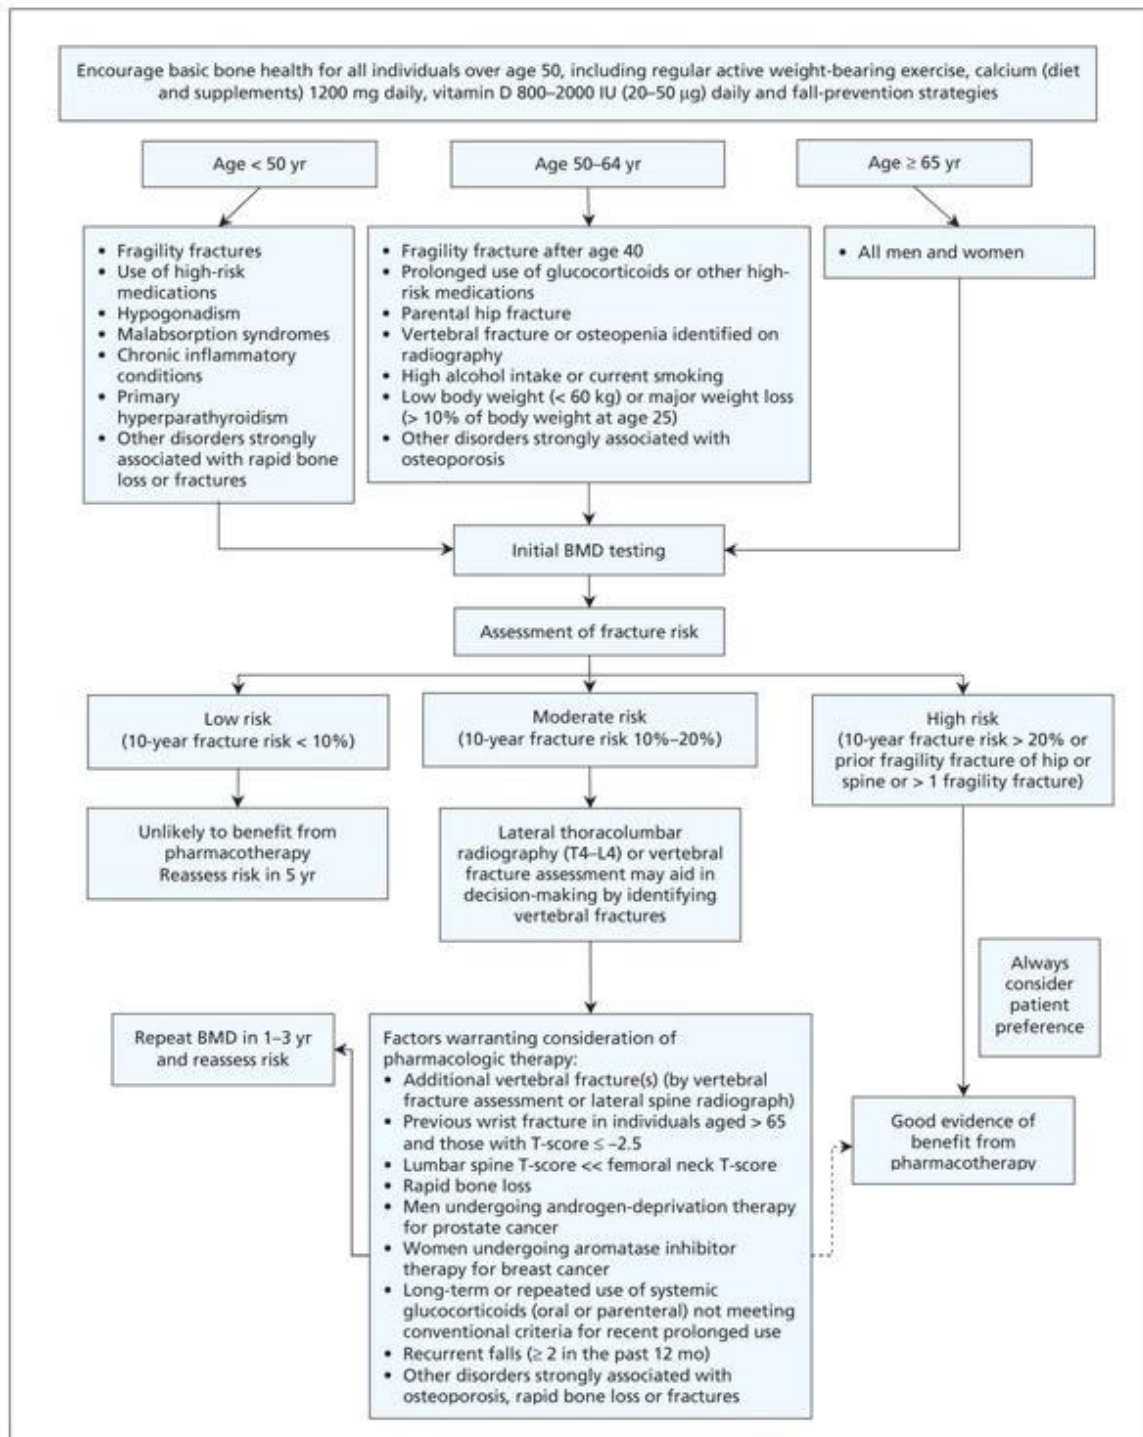 Encourage basic bone health for all individuals over age 50, including regular active weight-bearing exercise, calcium (diet
and supplements) 1200 mg daily, vitamin D 800–2000 IU (20–50 µg) daily and fall-prevention strategies
Age < 50 yr
Age 50–64 yr
Age ≥ 65 yr
• Fragility fractures
• Use of high-risk
medications
• Hypogonadism
• Malabsorption syndromes
• Chronic inflammatory
conditions
• Primary
hyperparathyroidism
• Other disorders strongly
associated with rapid bone
loss or fractures
• Fragility fracture after age 40
• Prolonged use of glucocorticoids or other high-
risk medications
• Parental hip fracture
• Vertebral fracture or osteopenia identified on
radiography
• High alcohol intake or current smoking
• Low body weight (< 60 kg) or major weight loss
(> 10% of body weight at age 25)
• Other disorders strongly associated with
osteoporosis
• All men and women
Initial BMD testing
Assessment of fracture risk
Low risk
(10-year fracture risk < 10%)
Moderate risk
(10-year fracture risk 10%–20%)
High risk
(10-year fracture risk > 20% or
prior fragility fracture of hip or
spine or > 1 fragility fracture)
Unlikely to benefit from
pharmacotherapy
Reassess risk in 5 yr
Lateral thoracolumbar
radiography (T4–L4) or vertebral
fracture assessment may aid in
decision-making by identifying
vertebral fractures
Always
consider
patient
preference
Repeat BMD in 1–3 yr
and reassess risk
Factors warranting consideration of
pharmacologic therapy:
• Additional vertebral fracture(s) (by vertebral
fracture assessment or lateral spine radiograph)
• Previous wrist fracture in individuals aged > 65
and those with T-score ≤ –2.5
• Lumbar spine T-score << femoral neck T-score
• Rapid bone loss
• Men undergoing androgen-deprivation therapy
for prostate cancer
• Women undergoing aromatase inhibitor
therapy for breast cancer
• Long-term or repeated use of systemic
glucocorticoids (oral or parenteral) not meeting
conventional criteria for recent prolonged use
• Recurrent falls (≥ 2 in the past 12 mo)
• Other disorders strongly associated with
osteoporosis, rapid bone loss or fractures
Good evidence of
benefit from
pharmacotherapy